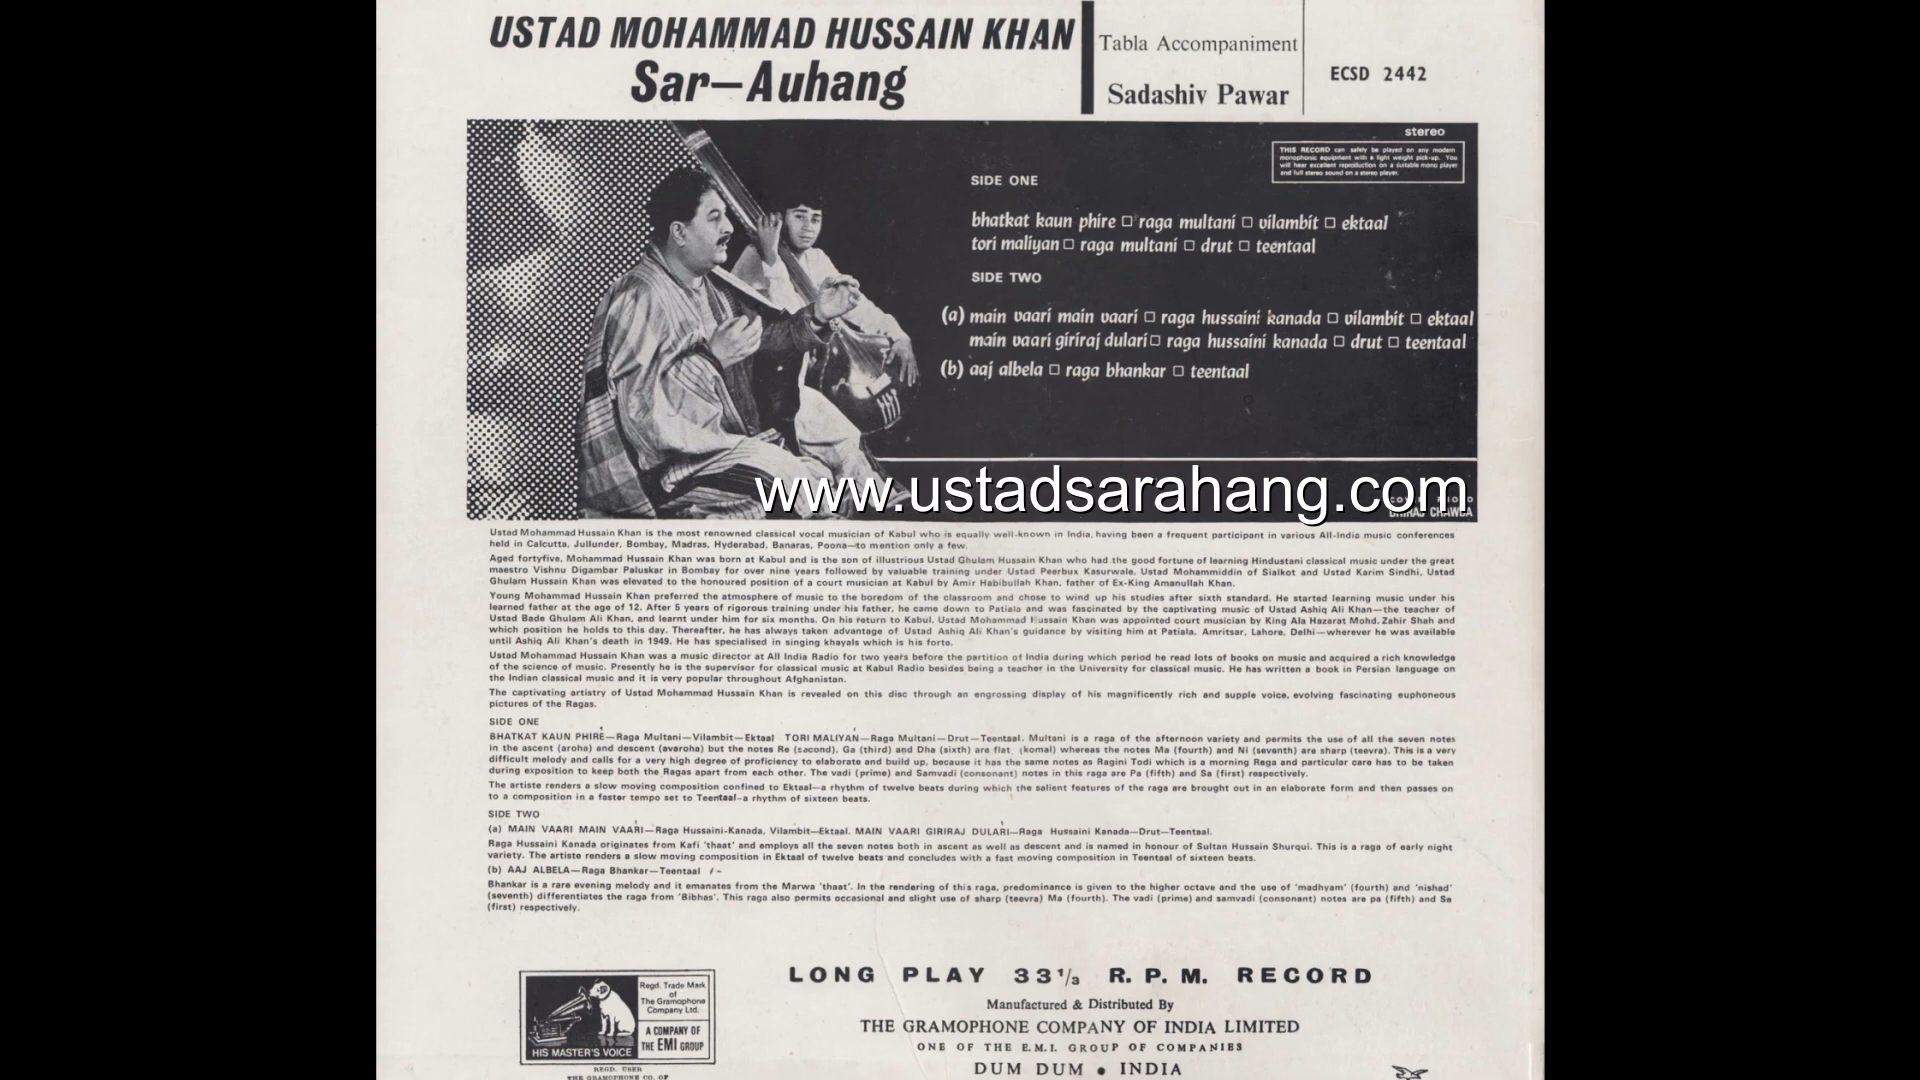 USTAD MOHAMMAD HUSSAIN KHAN
Sar—Auhang
Tabla Accompaniment
Sadashiv Pawar
ECSD 2442
stereo
THIS RECORD can safely be played on any modern
monophonic equipment with a light weight pick-up. You
will hear excellent reproduction on a suitable mono player
and full stereo sound on a stereo player.
SIDE ONE
bhatkat kaun phire □ raga multani □ vilambit □ ektaal
tori maliyan □ raga multani □ drut □ teentaal
SIDE TWO
(a) main vaari main vaari □ raga hussaini kanada □ vilambit □ ektaal
main vaari giriraj dulari □ raga hussaini kanada □ drut □ teentaal
(b) aaj albela □ raga bhankar □ teentaal
www.ustadsarahang.com
Ustad Mohammad Hussain Khan is the most renowned classical vocal musician of Kabul who is equally well-known in India, having been a frequent participant in various All-India music conferences
held in Calcutta, Jullunder, Bombay, Madras, Hyderabad, Banaras, Poona—to mention only a few.
Aged fortyfive, Mohammad Hussain Khan was born at Kabul and is the son of illustrious Ustad Ghulam Hussain Khan who had the good fortune of learning Hindustani classical music under the great
maestro Vishnu Digambar Paluskar in Bombay for over nine years followed by valuable training under Ustad Peerbux Kasurwale, Ustad Mohammiddin of Sialkot and Ustad Karim Sindhi. Ustad
Ghulam Hussain Khan was elevated to the honoured position of a court musician at Kabul by Amir Habibullah Khan, father of Ex-King Amanullah Khan.
Young Mohammad Hussain Khan preferred the atmosphere of music to the boredom of the classroom and chose to wind up his studies after sixth standard. He started learning music under his
learned father at the age of 12. After 5 years of rigorous training under his father, he came down to Patiala and was fascinated by the captivating music of Ustad Ashiq Ali Khan—the teacher of
Ustad Bade Ghulam Ali Khan, and learnt under him for six months. On his return to Kabul, Ustad Mohammad Hussain Khan was appointed court musician by King Ala Hazarat Mohd. Zahir Shah and
which position he holds to this day. Thereafter, he has always taken advantage of Ustad Ashiq Ali Khan's guidance by visiting him at Patiala, Amritsar, Lahore, Delhi—wherever he was available
until Ashiq Ali Khan's death in 1949. He has specialised in singing khayals which is his forte.
Ustad Mohammad Hussain Khan was a music director at All India Radio for two years before the partition of India during which period he read lots of books on music and acquired a rich knowledge
of the science of music. Presently he is the supervisor for classical music at Kabul Radio besides being a teacher in the University for classical music. He has written a book in Persian language on
the Indian classical music and it is very popular throughout Afghanistan.
The captivating artistry of Ustad Mohammad Hussain Khan is revealed on this disc through an engrossing display of his magnificently rich and supple voice, evolving fascinating euphoneous
pictures of the Ragas.
SIDE ONE
BHATKAT KAUN PHIRE—Raga Multani—Vilambit—Ektaal TORI MALIYAN—Raga Multani—Drut—Teentaal. Multani is a raga of the afternoon variety and permits the use of all the seven notes
in the ascent (aroha) and descent (avaroha) but the notes Re (second), Ga (third) and Dha (sixth) are flat (komal) whereas the notes Ma (fourth) and Ni (seventh) are sharp (teevra). This is a very
difficult melody and calls for a very high degree of proficiency to elaborate and build up, because it has the same notes as Ragini Todi which is a morning Raga and particular care has to be taken
during exposition to keep both the Ragas apart from each other. The vadi (prime) and Samvadi (consonant) notes in this raga are Pa (fifth) and Sa (first) respectively.
The artiste renders a slow moving composition confined to Ektaal—a rhythm of twelve beats during which the salient features of the raga are brought out in an elaborate form and then passes on
to a composition in a faster tempo set to Teentaal—a rhythm of sixteen beats.
SIDE TWO
(a) MAIN VAARI MAIN VAARI—Raga Hussaini-Kanada, Vilambit—Ektaal. MAIN VAARI GIRIRAJ DULARI—Raga Hussaini Kanada—Drut—Teentaal.
Raga Hussaini Kanada originates from Kafi 'thaat' and employs all the seven notes both in ascent as well as descent and is named in honour of Sultan Hussain Shurqui. This is a raga of early night
variety. The artiste renders a slow moving composition in Ektaal of twelve beats and concludes with a fast moving composition in Teentaal of sixteen beats.
(b) AAJ ALBELA—Raga Bhankar—Teentaal
Bhankar is a rare evening melody and it emanates from the Marwa 'thaat'. In the rendering of this raga, predominance is given to the higher octave and the use of 'madhyam' (fourth) and 'nishad'
(seventh) differentiates the raga from 'Bibhas'. This raga also permits occasional and slight use of sharp (teevra) Ma (fourth). The vadi (prime) and samvadi (consonant) notes are pa (fifth) and Sa
(first) respectively.
Regd. Trade Mark
of
The Gramophone
Company Ltd.
A COMPANY OF
THE EMI GROUP
HIS MASTER'S VOICE
REGD. USER
THE GRAMOPHONE CO. OF
LONG PLAY 33 1/3 R. P. M. RECORD
Manufactured & Distributed By
THE GRAMOPHONE COMPANY OF INDIA LIMITED
ONE OF THE E.M.I. GROUP OF COMPANIES
DUM DUM • INDIA